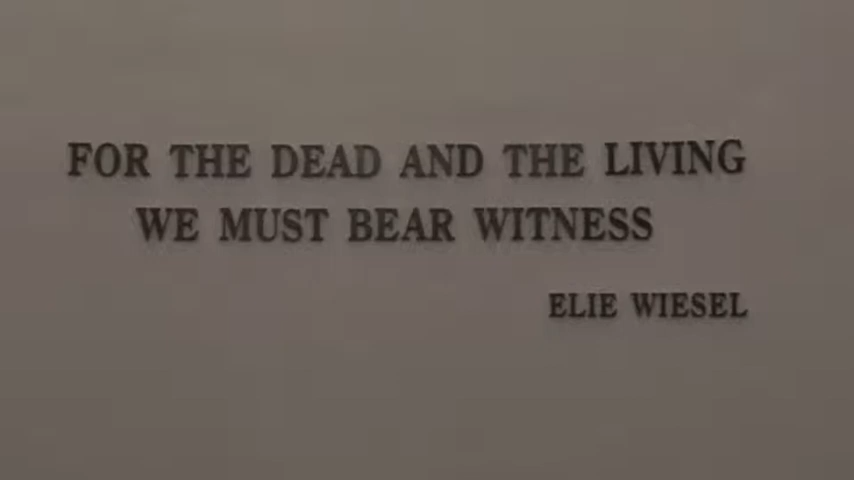 FOR THE DEAD AND THE LIVING
WE MUST BEAR WITNESS
ELIE WIESEL